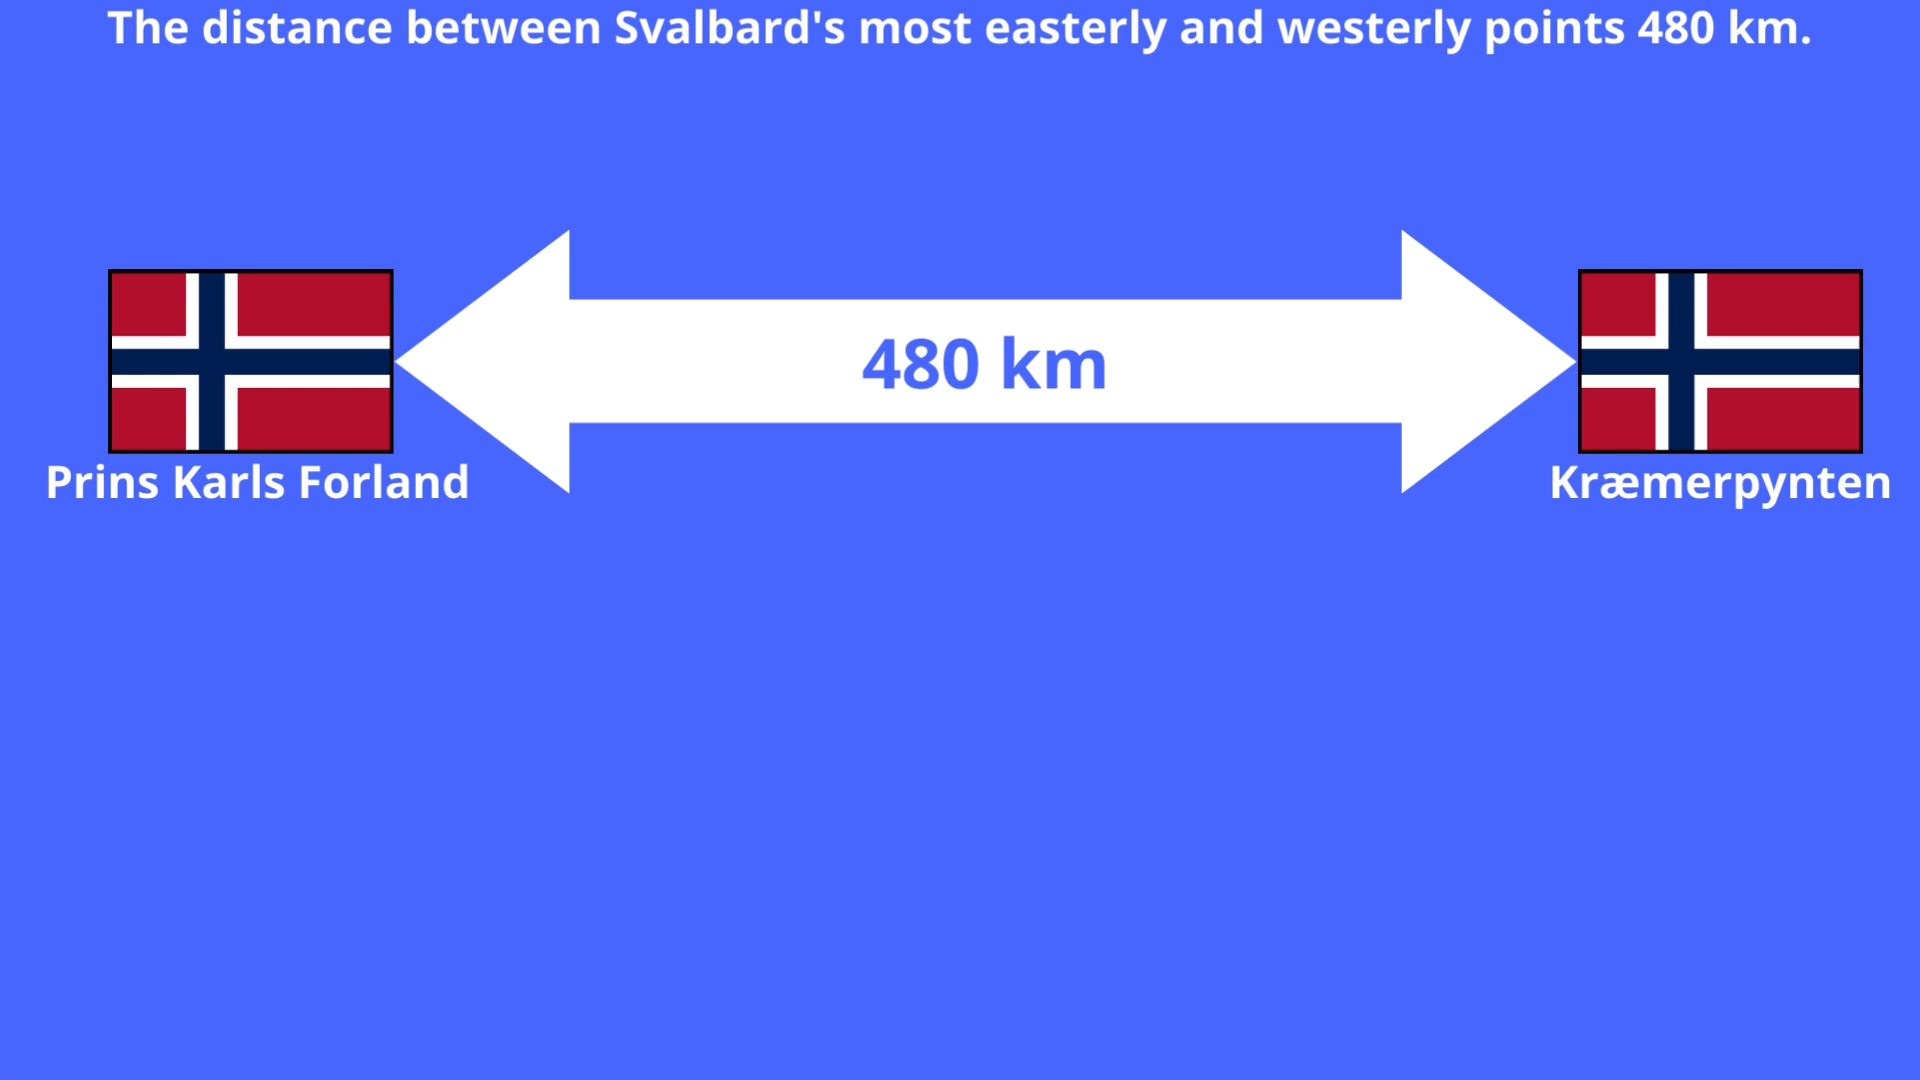 The distance between Svalbard's most easterly and westerly points 480 km.
480 km
Prins Karls Forland
Kræmerpynten